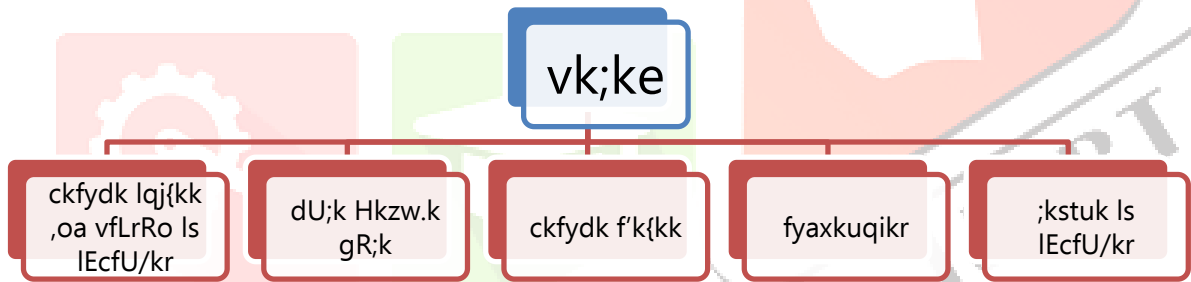 vk;ke
ckfydk lqj{kk
,oa vfLrRo ls
lEcfU/kr
dU;k Hkzw.k
gR;k
ckfydk f'k{kk
fyaxkuqikr
;kstuk ls
lEcfU/kr